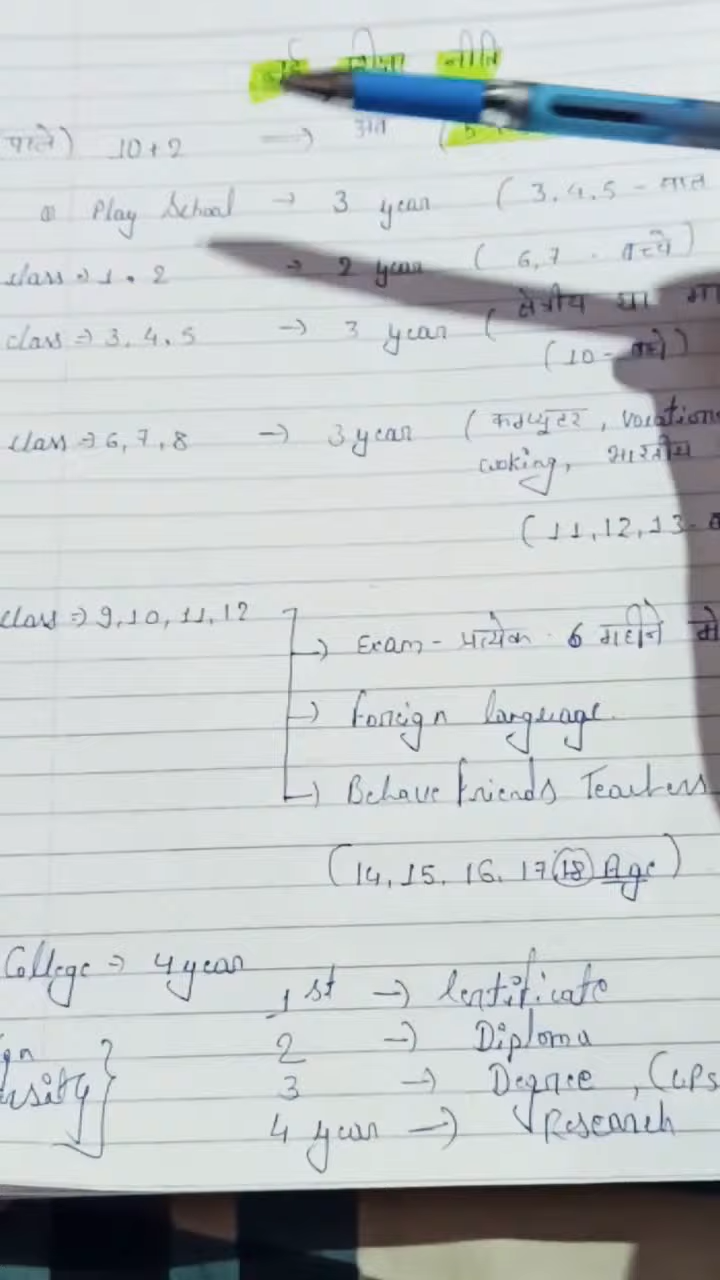 नई शिक्षा नीति
पाले) 10+2 → अब (5
Play School → 3 year (3,4,5 - साल
class ⇒ 1, 2 → 2 year (6,7 - बच्चे)
class ⇒ 3,4,5 → 3 year (क्षेत्रीय या
(10 -
class ⇒ 6,7,8 → 3 year (कम्प्यूटर, vocation
cooking, भारतीय
(11,12,13 -
class ⇒ 9,10,11,12
→ Exam - प्रत्येक 6 महीने मे
→ Foreign language.
→ Behave friends Teachers
(14,15,16,17 18 Age)
College ⇒ 4 year
1st → Certificate
2 → Diploma
3 → Degree, (UPS
4 year → Research